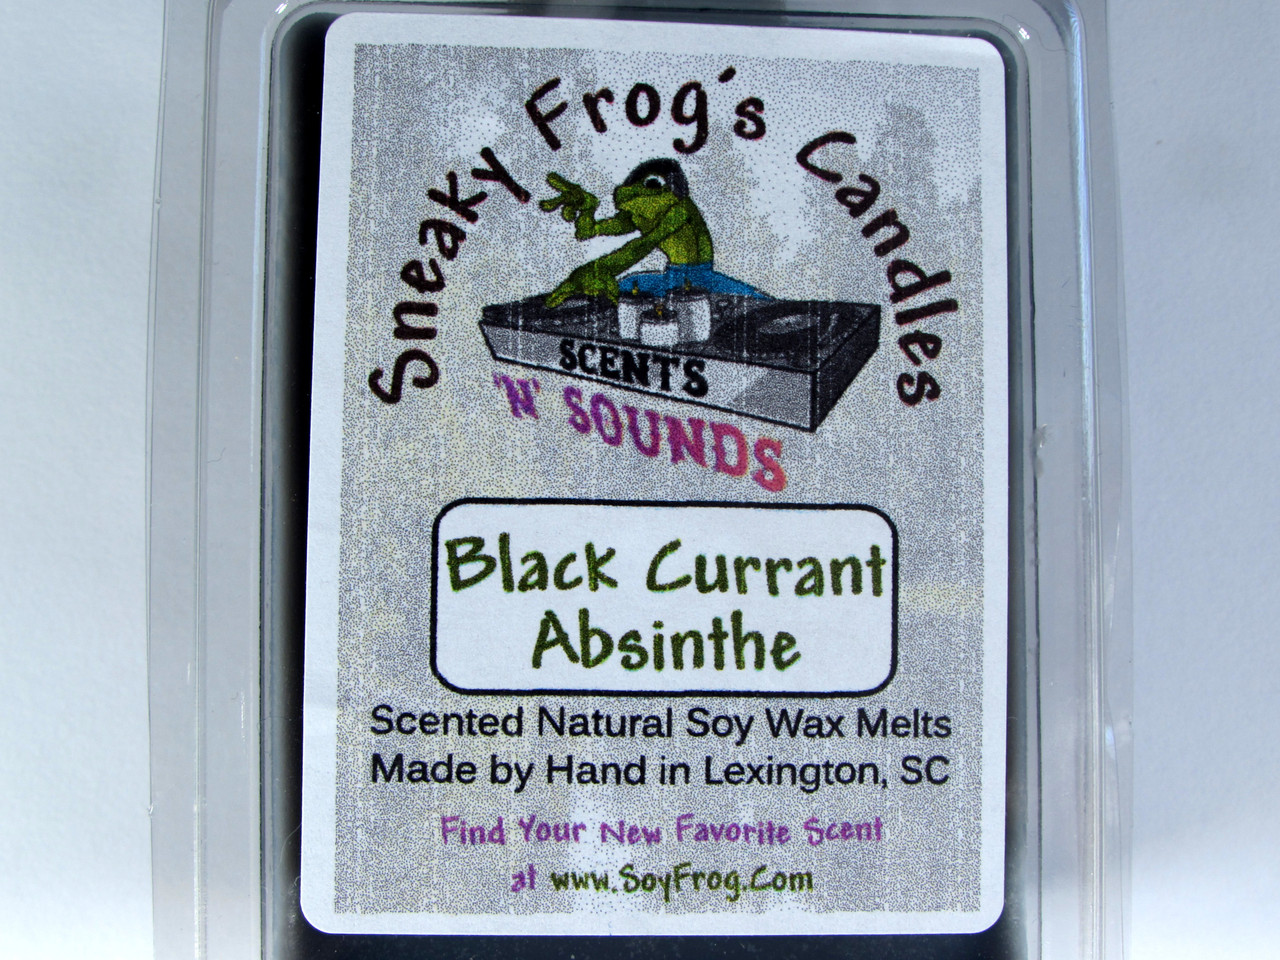 Sneaky Frog's Candles
SCENTS
'N' SOUNDS
Black Currant
Absinthe
Scented Natural Soy Wax Melts
Made by Hand in Lexington, SC
Find Your New Favorite Scent
at www.SoyFrog.Com